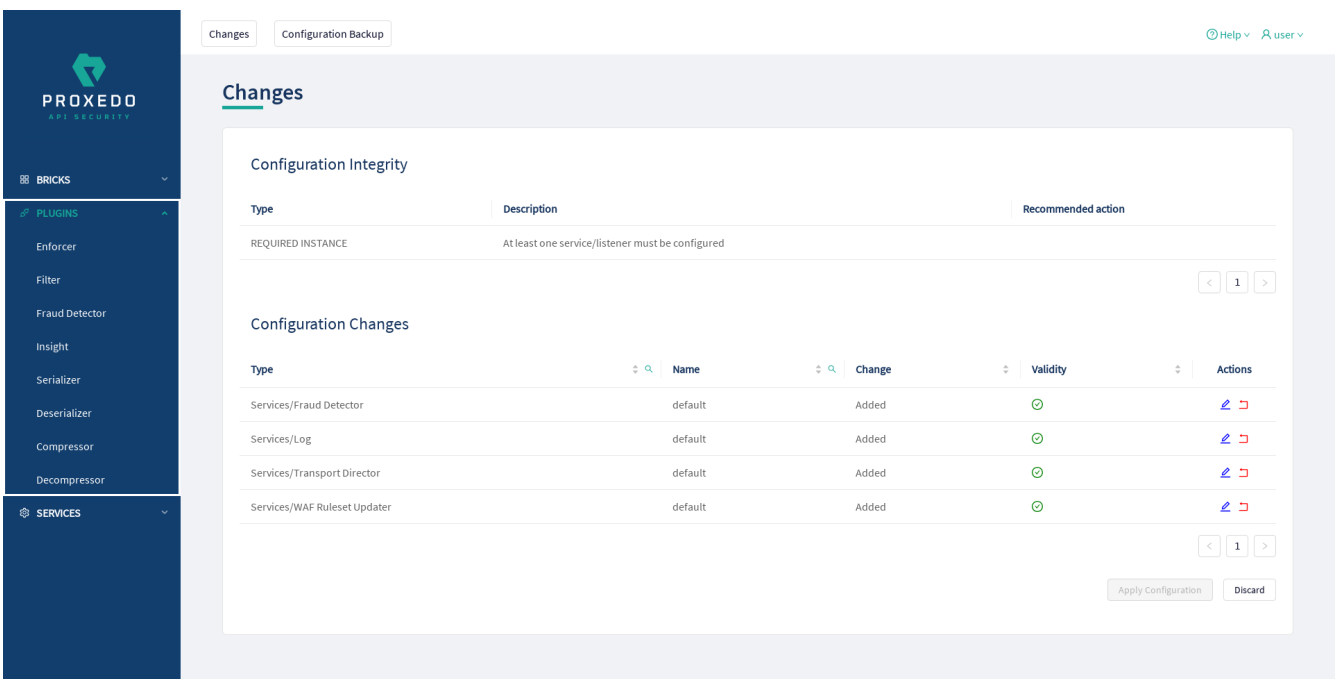 PROXEDO
API SECURITY
BRICKS
PLUGINS
Enforcer
Filter
Fraud Detector
Insight
Serializer
Deserializer
Compressor
Decompressor
SERVICES
Changes Configuration Backup Help user
Changes
Configuration Integrity
Type Description Recommended action
REQUIRED INSTANCE At least one service/listener must be configured
< 1 >
Configuration Changes
Type Name Change Validity Actions
Services/Fraud Detector default Added
Services/Log default Added
Services/Transport Director default Added
Services/WAF Ruleset Updater default Added
< 1 >
Apply Configuration Discard